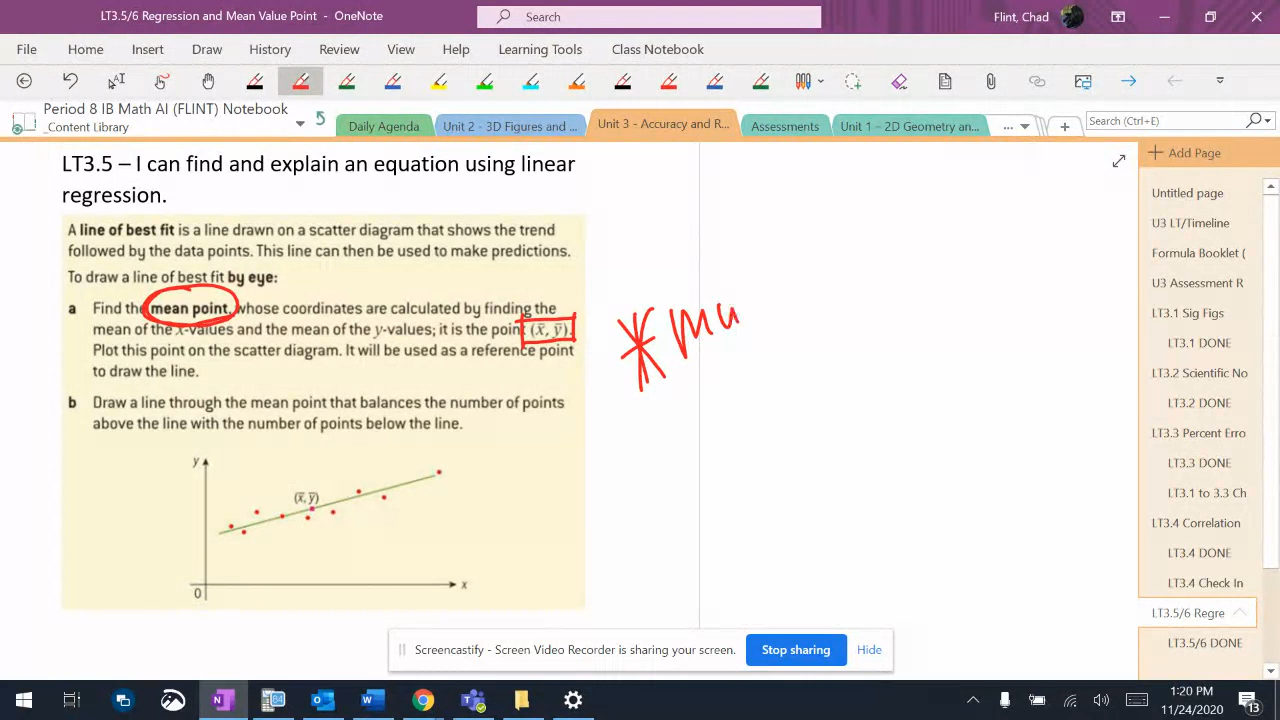 LT3.5/6 Regression and Mean Value Point - OneNote
Search
Flint, Chad
File Home Insert Draw History Review View Help Learning Tools Class Notebook
Period 8 IB Math AI (FLINT) Notebook
_Content Library
Daily Agenda
Unit 2 - 3D Figures and ...
Unit 3 - Accuracy and R...
Assessments
Unit 1 – 2D Geometry an...
...
Search (Ctrl+E)
LT3.5 – I can find and explain an equation using linear
regression.
A line of best fit is a line drawn on a scatter diagram that shows the trend
followed by the data points. This line can then be used to make predictions.
To draw a line of best fit by eye:
a Find the mean point, whose coordinates are calculated by finding the
mean of the x-values and the mean of the y-values; it is the point (x̄, ȳ).
Plot this point on the scatter diagram. It will be used as a reference point
to draw the line.
b Draw a line through the mean point that balances the number of points
above the line with the number of points below the line.
y
(x̄, ȳ)
x
0
Add Page
Untitled page
U3 LT/Timeline
Formula Booklet (
U3 Assessment R
LT3.1 Sig Figs
LT3.1 DONE
LT3.2 Scientific No
LT3.2 DONE
LT3.3 Percent Erro
LT3.3 DONE
LT3.1 to 3.3 Ch
LT3.4 Correlation
LT3.4 DONE
LT3.4 Check In
LT3.5/6 Regre
LT3.5/6 DONE
Screencastify - Screen Video Recorder is sharing your screen.
Stop sharing
Hide
1:20 PM
11/24/2020
13